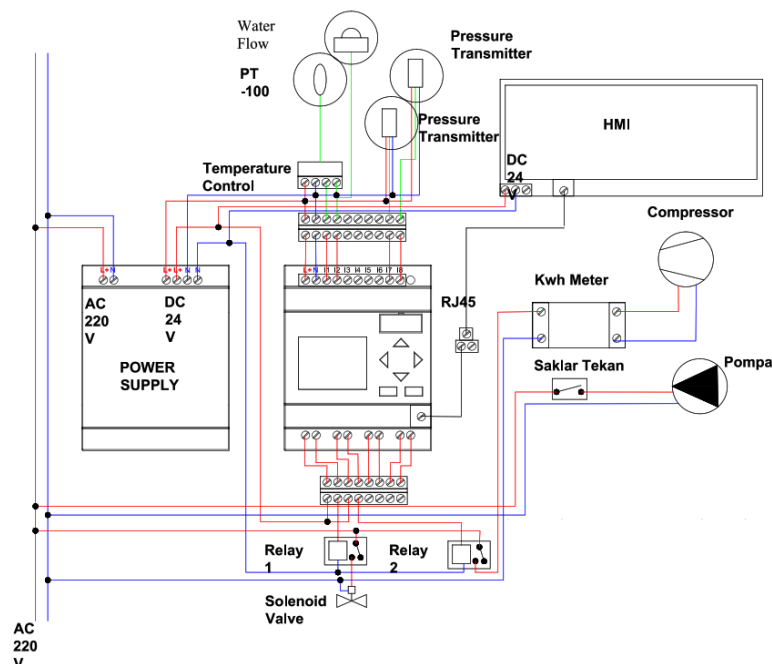 Water
Flow
PT
-100
Pressure
Transmitter
Pressure
Transmitter
HMI
DC
24
V
Temperature
Control
Compressor
L+ N
L+ L+ N N
L+ N I1 I2 I3 I4 I5 I6 I7 I8
AC
220
V
DC
24
V
POWER
SUPPLY
RJ45
Kwh Meter
Saklar Tekan
Pompa
Relay
1
Relay
2
Solenoid
Valve
AC
220
V